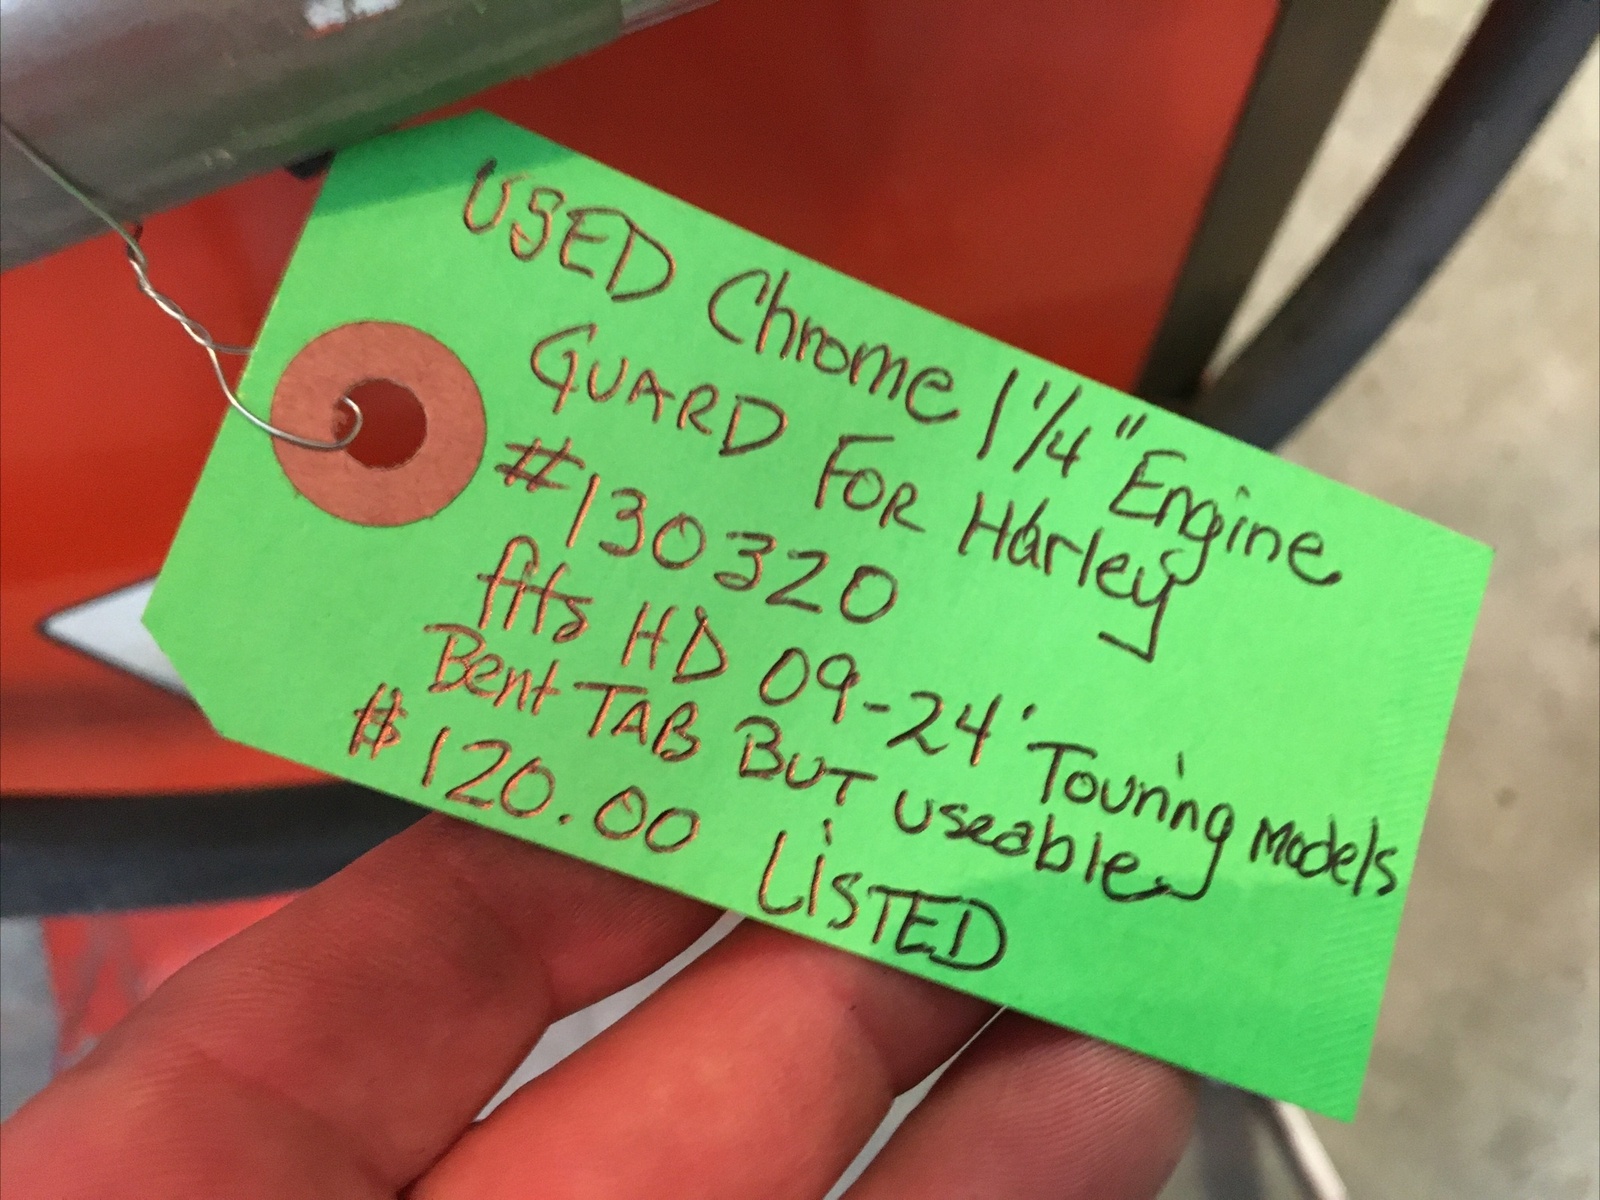 USED Chrome 1 1/4" Engine
GUARD FOR Harley
#130320
fits HD 09-24' Touring Models
Bent TAB BUT useable
$120.00 LiSTED